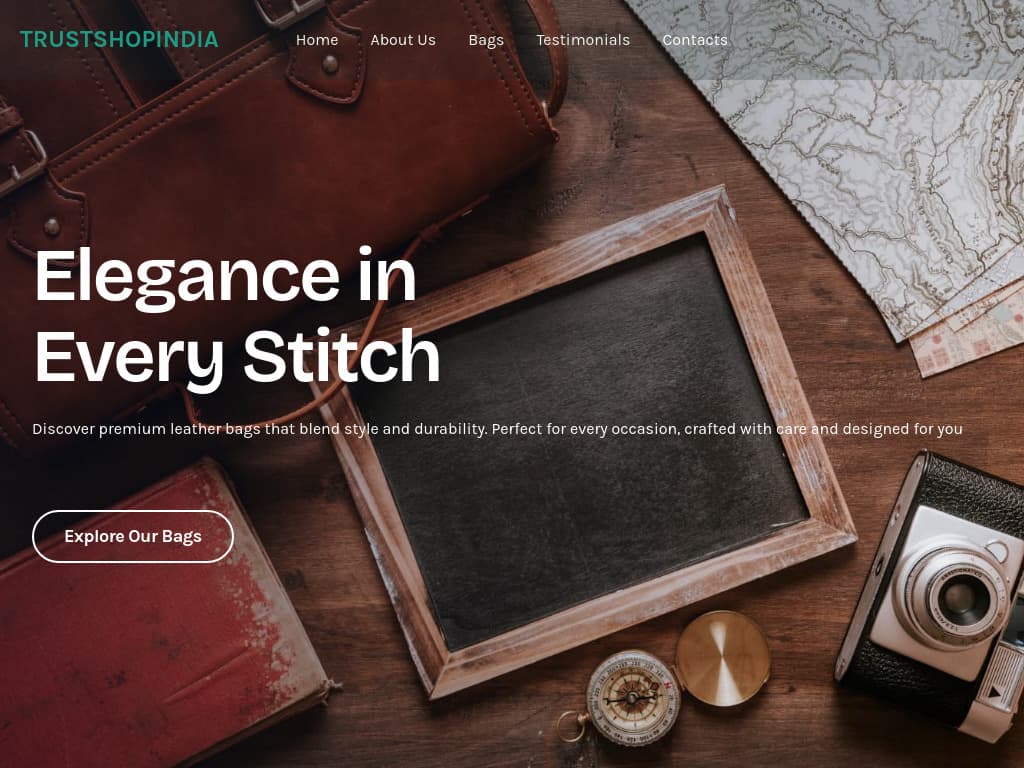 TRUSTSHOPINDIA
Home
About Us
Bags
Testimonials
Contacts
Elegance in
Every Stitch
Discover premium leather bags that blend style and durability. Perfect for every occasion, crafted with care and designed for you
Explore Our Bags